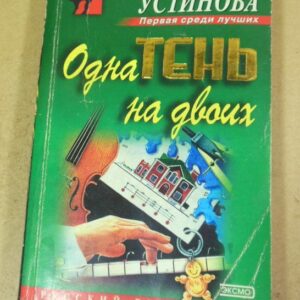 УСТИНОВА
Первая среди лучших
Одна ТЕНЬ
на двоих
ЭКСМО